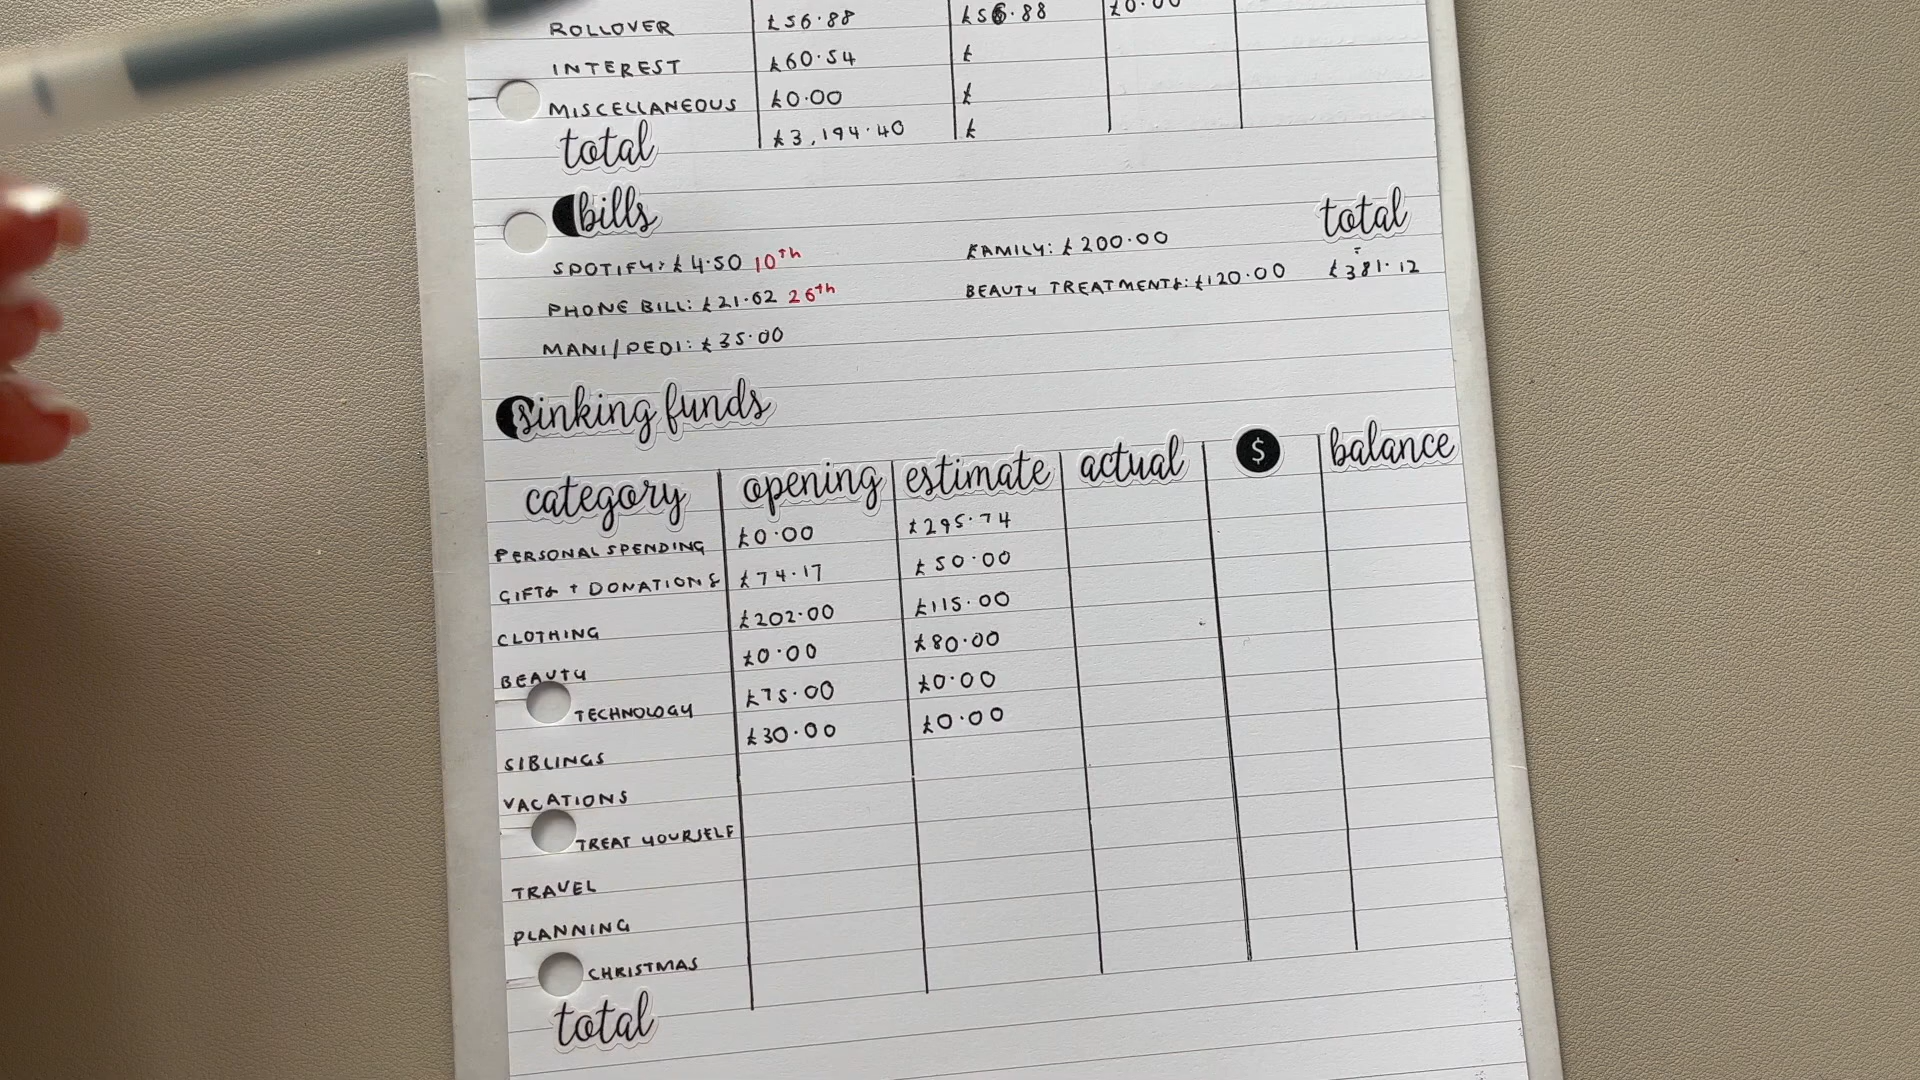 ROLLOVER £56.88 £56.88 £0.00
INTEREST £60.54 £
MISCELLANEOUS £0.00 £
total £3,194.40 £
bills total
SPOTIFY: £4.50 10th FAMILY: £200.00
PHONE BILL: £21.62 26th BEAUTY TREATMENTS: £120.00 £381.12
MANI/PEDI: £35.00
sinking funds
category opening estimate actual $ balance
PERSONAL SPENDING £0.00 £295.74
GIFTS + DONATIONS £74.17 £50.00
CLOTHING £202.00 £115.00
BEAUTY £0.00 £80.00
TECHNOLOGY £75.00 £0.00
SIBLINGS £30.00 £0.00
VACATIONS
TREAT YOURSELF
TRAVEL
PLANNING
CHRISTMAS
total